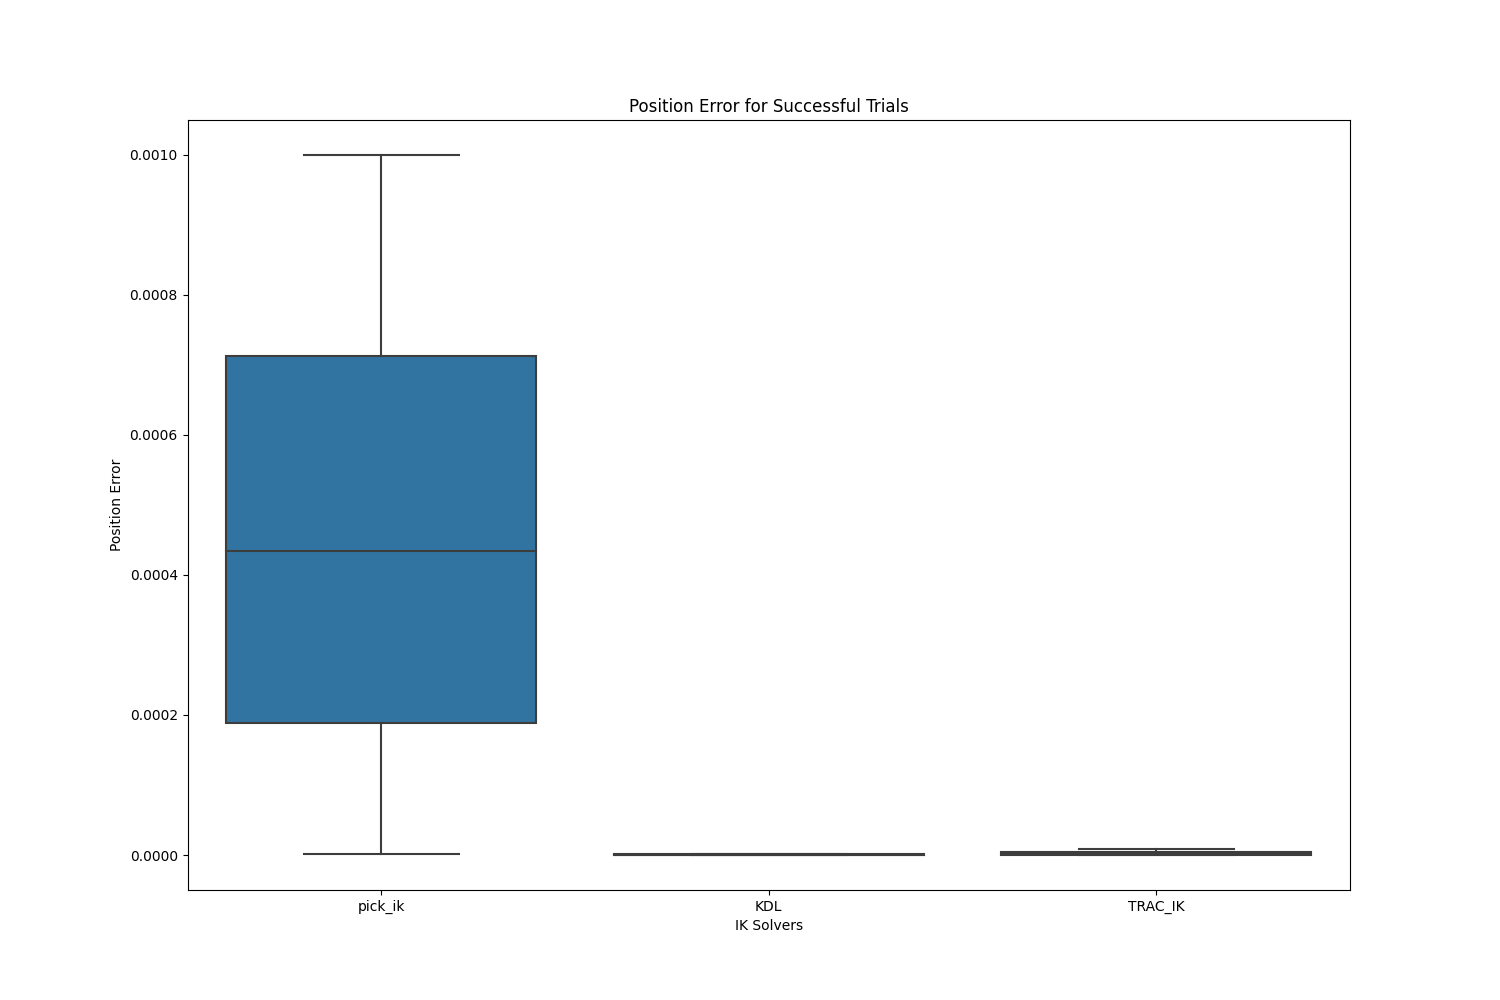 Position Error for Successful Trials
0.0010
0.0008
0.0006
0.0004
0.0002
0.0000
Position Error
pick_ik KDL TRAC_IK
IK Solvers